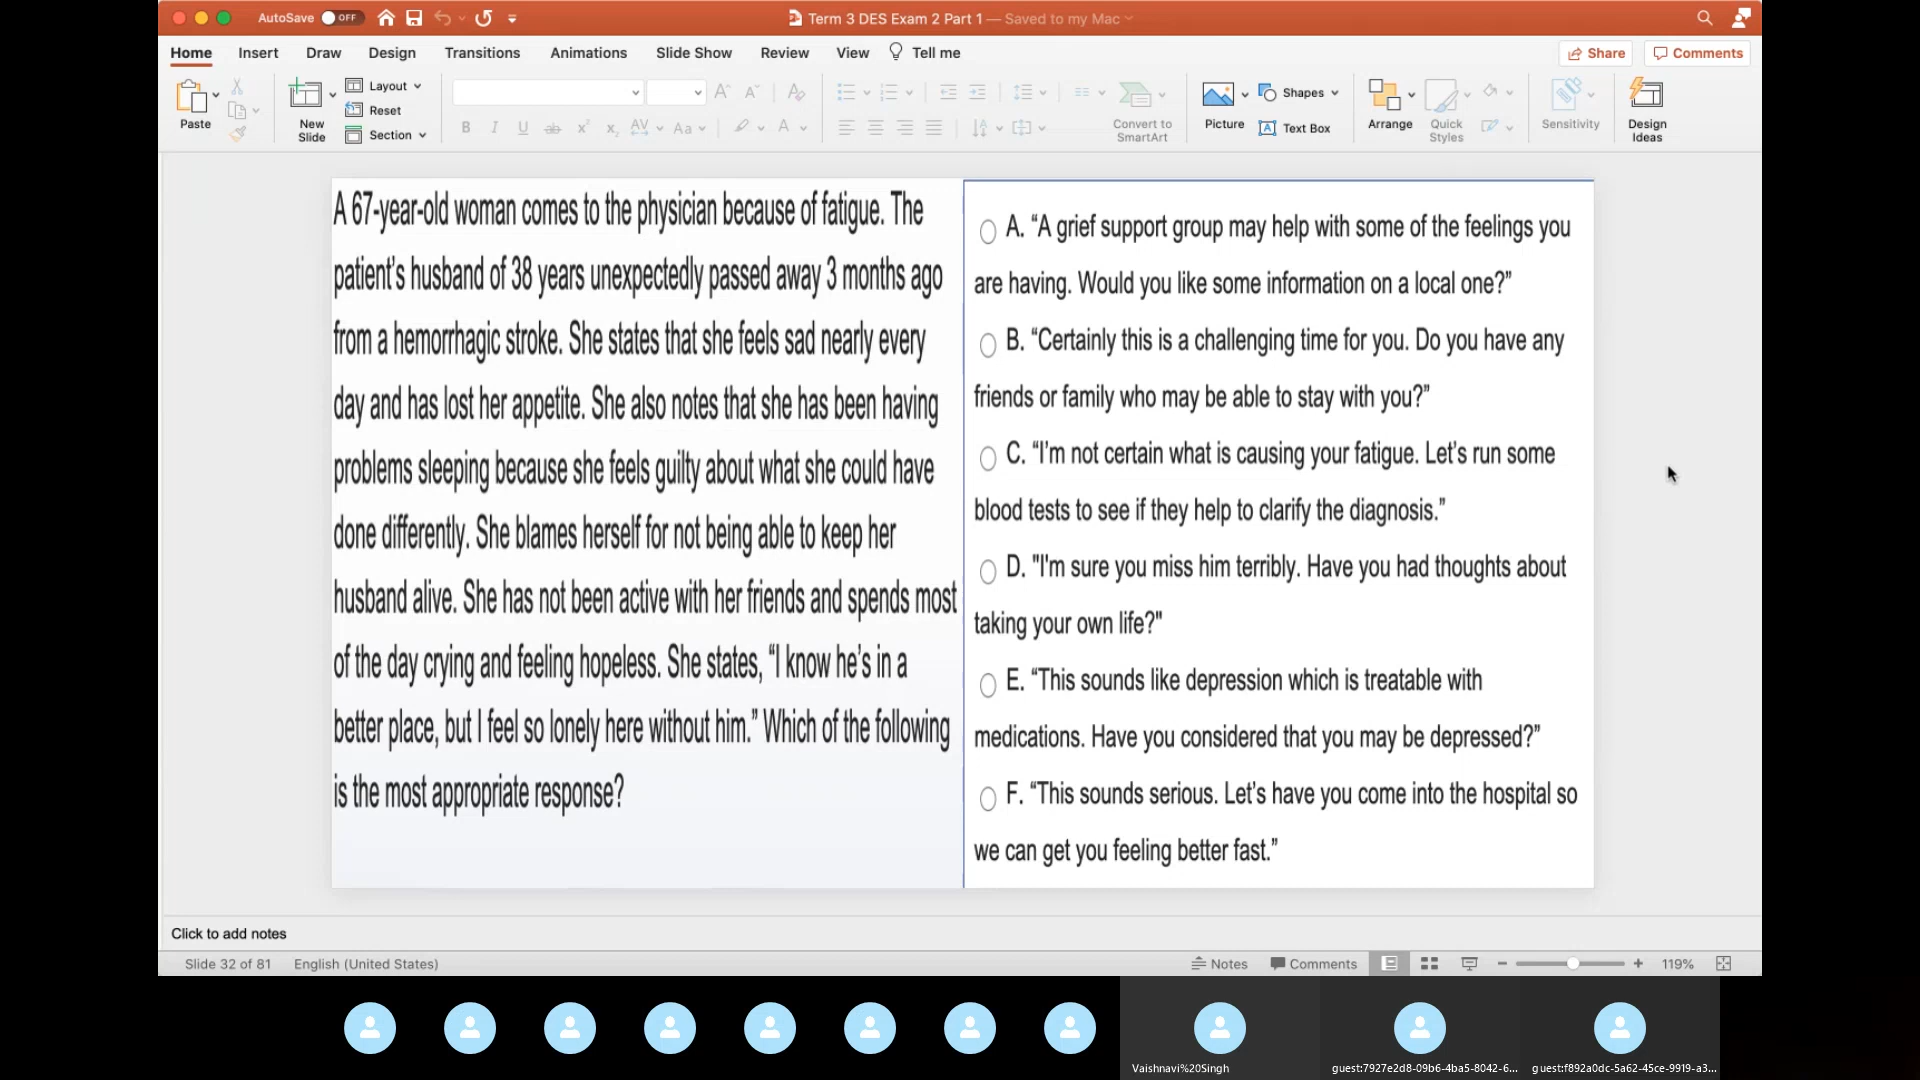 AutoSave OFF Term 3 DES Exam 2 Part 1 — Saved to my Mac
Home Insert Draw Design Transitions Animations Slide Show Review View Tell me Share Comments
Paste New Slide Layout Reset Section Convert to SmartArt Picture Shapes Text Box Arrange Quick Styles Sensitivity Design Ideas
A 67-year-old woman comes to the physician because of fatigue. The
patient’s husband of 38 years unexpectedly passed away 3 months ago
from a hemorrhagic stroke. She states that she feels sad nearly every
day and has lost her appetite. She also notes that she has been having
problems sleeping because she feels guilty about what she could have
done differently. She blames herself for not being able to keep her
husband alive. She has not been active with her friends and spends most
of the day crying and feeling hopeless. She states, “I know he’s in a
better place, but I feel so lonely here without him.” Which of the following
is the most appropriate response?
A. “A grief support group may help with some of the feelings you
are having. Would you like some information on a local one?”
B. “Certainly this is a challenging time for you. Do you have any
friends or family who may be able to stay with you?”
C. “I’m not certain what is causing your fatigue. Let’s run some
blood tests to see if they help to clarify the diagnosis.”
D. "I'm sure you miss him terribly. Have you had thoughts about
taking your own life?"
E. “This sounds like depression which is treatable with
medications. Have you considered that you may be depressed?”
F. “This sounds serious. Let’s have you come into the hospital so
we can get you feeling better fast.”
Click to add notes
Slide 32 of 81 English (United States) Notes Comments 119%
Vaishnavi%20Singh guest:7927e2d8-09b6-4ba5-8042-6... guest:f892a0dc-5a62-45ce-9919-a3...